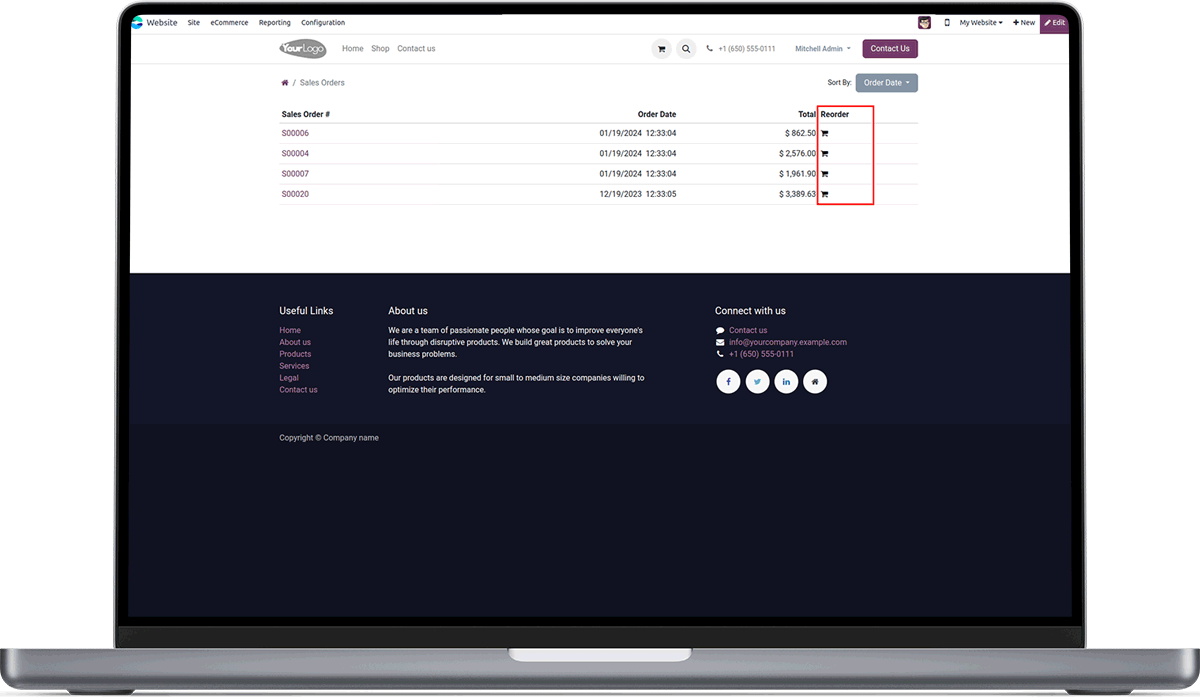 Website Site eCommerce Reporting Configuration My Website + New Edit
YourLogo Home Shop Contact us +1 (650) 555-0111 Mitchell Admin Contact Us
/ Sales Orders Sort By: Order Date
Sales Order # Order Date Total Reorder
S00006 01/19/2024 12:33:04 $ 862.50
S00004 01/19/2024 12:33:04 $ 2,576.00
S00007 01/19/2024 12:33:04 $ 1,961.90
S00020 12/19/2023 12:33:05 $ 3,389.63
Useful Links
Home
About us
Products
Services
Legal
Contact us
About us
We are a team of passionate people whose goal is to improve everyone's
life through disruptive products. We build great products to solve your
business problems.
Our products are designed for small to medium size companies willing to
optimize their performance.
Connect with us
Contact us
info@yourcompany.example.com
+1 (650) 555-0111
Copyright © Company name